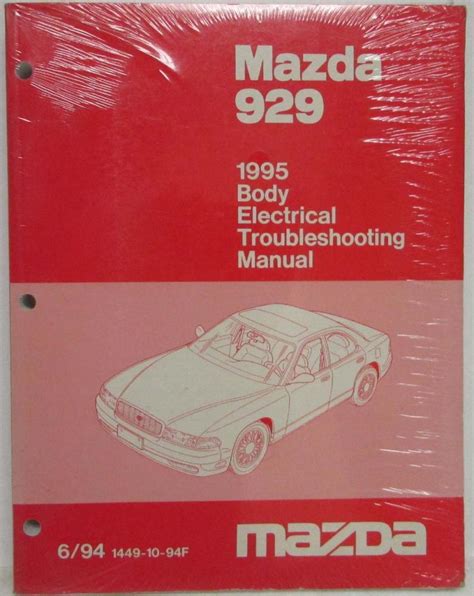 Mazda
929
1995
Body
Electrical
Troubleshooting
Manual
6/94 1449-10-94F
mazda